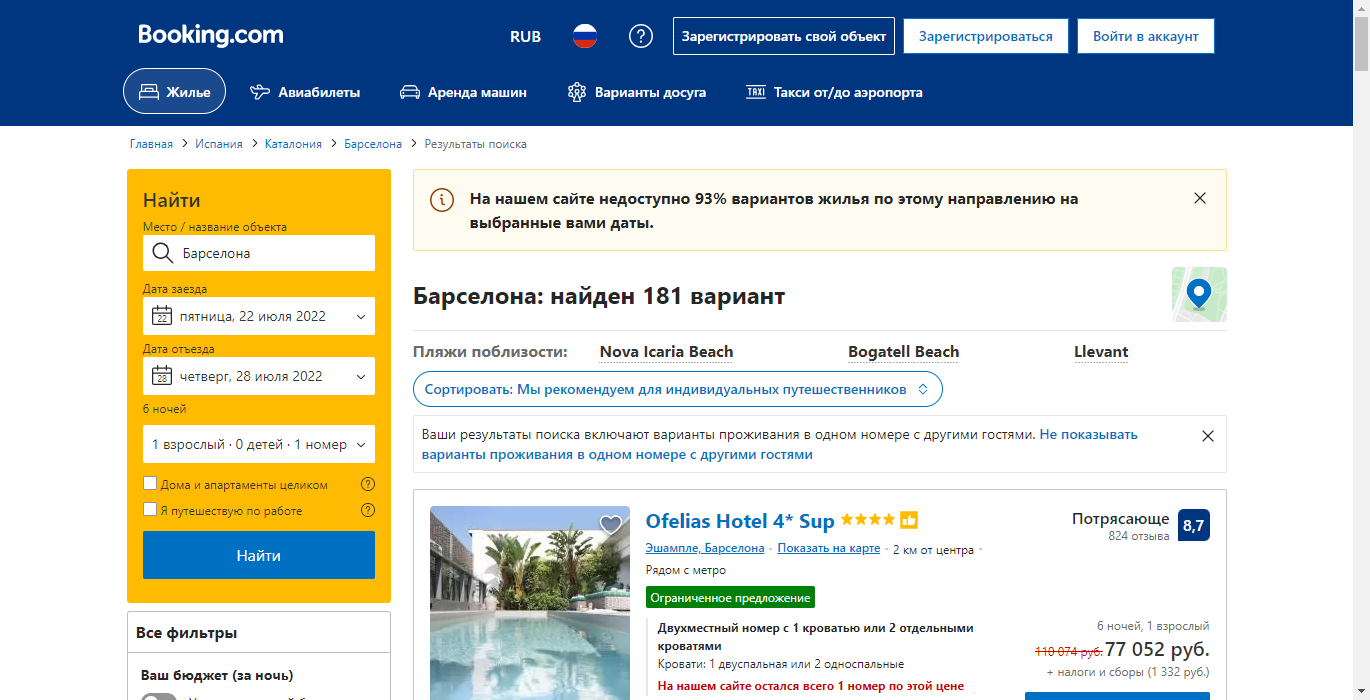 Booking.com
RUB
?
Зарегистрировать свой объект
Зарегистрироваться
Войти в аккаунт
Жилье
Авиабилеты
Аренда машин
Варианты досуга
TAXI
Такси от/до аэропорта
Главная > Испания > Каталония > Барселона > Результаты поиска
Найти
Место / название объекта
Барселона
Дата заезда
22 пятница, 22 июля 2022
Дата отъезда
28 четверг, 28 июля 2022
6 ночей
1 взрослый · 0 детей · 1 номер
Дома и апартаменты целиком ?
Я путешествую по работе ?
Найти
Все фильтры
Ваш бюджет (за ночь)
На нашем сайте недоступно 93% вариантов жилья по этому направлению на
выбранные вами даты.
Барселона: найден 181 вариант
Пляжи поблизости: Nova Icaria Beach Bogatell Beach Llevant
Сортировать: Мы рекомендуем для индивидуальных путешественников
Ваши результаты поиска включают варианты проживания в одном номере с другими гостями. Не показывать
варианты проживания в одном номере с другими гостями
Ofelias Hotel 4* Sup
Эшампле, Барселона · Показать на карте · 2 км от центра ·
Рядом с метро
Ограниченное предложение
Двухместный номер с 1 кроватью или 2 отдельными
кроватями
Кровати: 1 двуспальная или 2 односпальные
На нашем сайте остался всего 1 номер по этой цене
Потрясающе 8,7
824 отзыва
6 ночей, 1 взрослый
110 074 руб. 77 052 руб.
+ налоги и сборы (1 332 руб.)